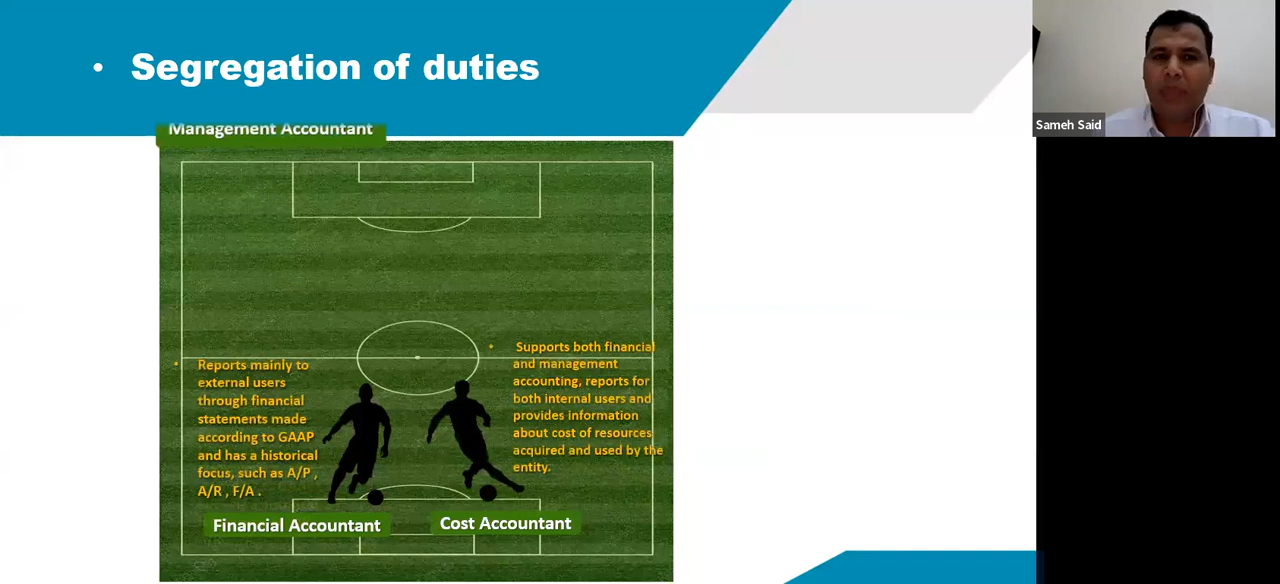 • Segregation of duties
Sameh Said
Management Accountant
• Reports mainly to
external users
through financial
statements made
according to GAAP
and has a historical
focus, such as A/P ,
A/R , F/A .
• Supports both financial
and management
accounting, reports for
both internal users and
provides information
about cost of resources
acquired and used by the
entity.
Financial Accountant
Cost Accountant